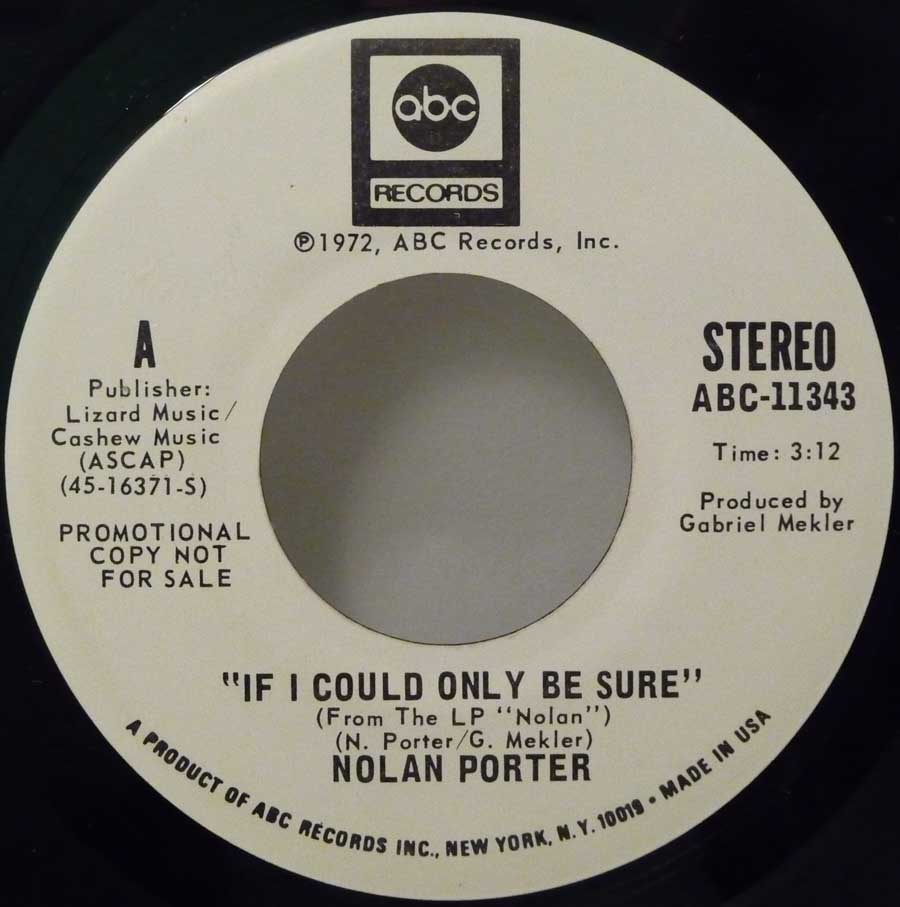 abc
RECORDS
℗1972, ABC Records, Inc.
A
Publisher:
Lizard Music/
Cashew Music
(ASCAP)
(45-16371-S)
PROMOTIONAL
COPY NOT
FOR SALE
STEREO
ABC-11343
Time: 3:12
Produced by
Gabriel Mekler
"IF I COULD ONLY BE SURE"
(From The LP "Nolan")
(N. Porter/G. Mekler)
NOLAN PORTER
A PRODUCT OF ABC RECORDS INC., NEW YORK, N.Y. 10019 • MADE IN USA